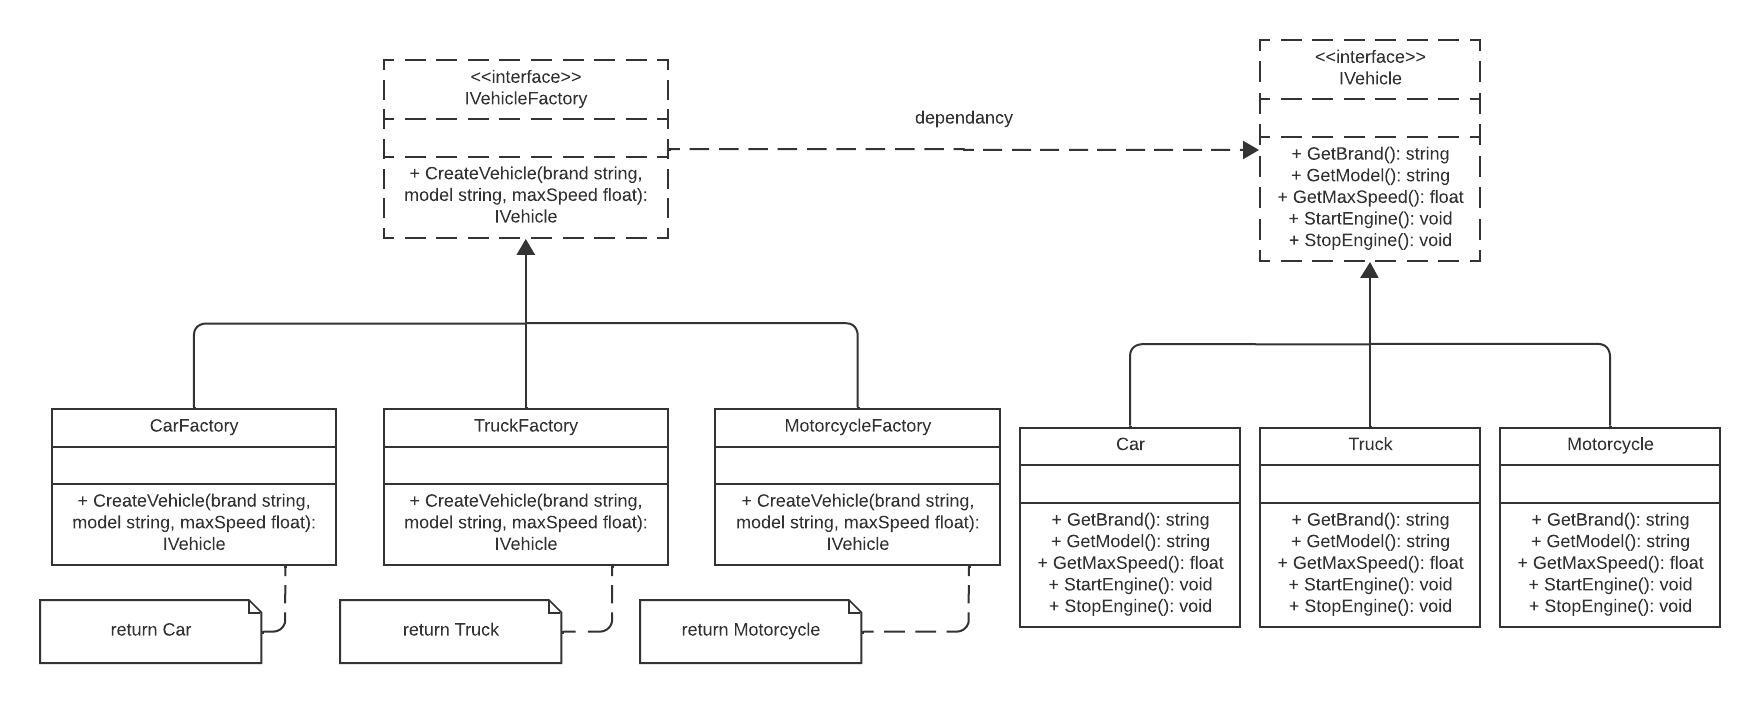 <<interface>>
IVehicleFactory
+ CreateVehicle(brand string,
model string, maxSpeed float):
IVehicle
dependancy
<<interface>>
IVehicle
+ GetBrand(): string
+ GetModel(): string
+ GetMaxSpeed(): float
+ StartEngine(): void
+ StopEngine(): void
CarFactory
+ CreateVehicle(brand string,
model string, maxSpeed float):
IVehicle
return Car
TruckFactory
+ CreateVehicle(brand string,
model string, maxSpeed float):
IVehicle
return Truck
MotorcycleFactory
+ CreateVehicle(brand string,
model string, maxSpeed float):
IVehicle
return Motorcycle
Car
+ GetBrand(): string
+ GetModel(): string
+ GetMaxSpeed(): float
+ StartEngine(): void
+ StopEngine(): void
Truck
+ GetBrand(): string
+ GetModel(): string
+ GetMaxSpeed(): float
+ StartEngine(): void
+ StopEngine(): void
Motorcycle
+ GetBrand(): string
+ GetModel(): string
+ GetMaxSpeed(): float
+ StartEngine(): void
+ StopEngine(): void